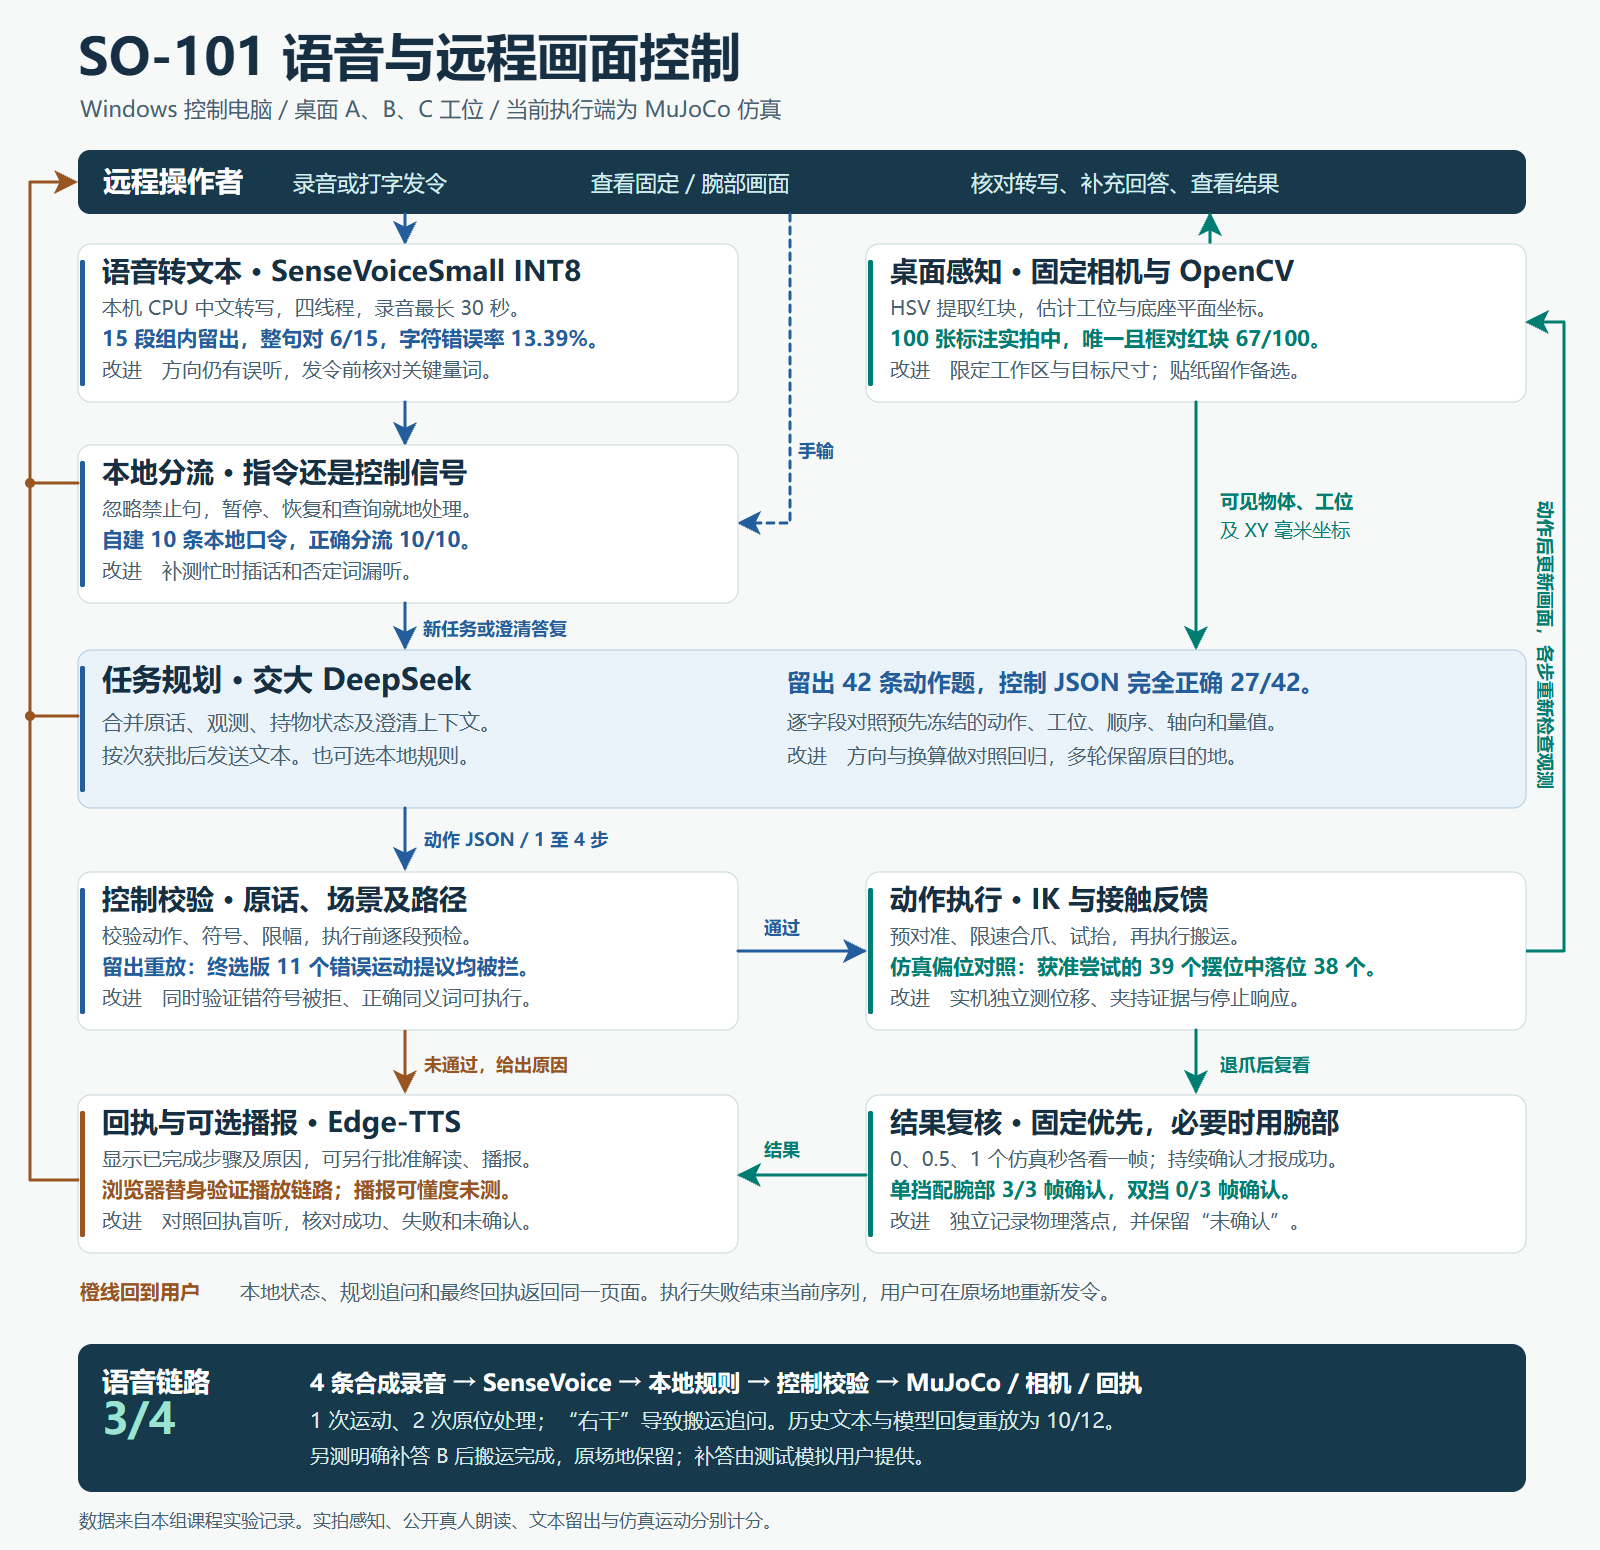 SO-101 语音与远程画面控制
Windows 控制电脑 / 桌面 A、B、C 工位 / 当前执行端为 MuJoCo 仿真
远程操作者 录音或打字发令 查看固定 / 腕部画面 核对转写、补充回答、查看结果
语音转文本 • SenseVoiceSmall INT8
本机 CPU 中文转写，四线程，录音最长 30 秒。
15 段组内留出，整句对 6/15，字符错误率 13.39%。
改进 方向仍有误听，发令前核对关键量词。
桌面感知 • 固定相机与 OpenCV
HSV 提取红块，估计工位与底座平面坐标。
100 张标注实拍中，唯一且框对红块 67/100。
改进 限定工作区与目标尺寸；贴纸留作备选。
手输
本地分流 • 指令还是控制信号
忽略禁止句，暂停、恢复和查询就地处理。
自建 10 条本地口令，正确分流 10/10。
改进 补测忙时插话和否定词漏听。
可见物体、工位
及 XY 毫米坐标
动作后更新画面，各步重新检查观测
新任务或澄清答复
任务规划 • 交大 DeepSeek
合并原话、观测、持物状态及澄清上下文。
按次获批后发送文本。也可选本地规则。
留出 42 条动作题，控制 JSON 完全正确 27/42。
逐字段对照预先冻结的动作、工位、顺序、轴向和量值。
改进 方向与换算做对照回归，多轮保留原目的地。
动作 JSON / 1 至 4 步
控制校验 • 原话、场景及路径
校验动作、符号、限幅，执行前逐段预检。
留出重放：终选版 11 个错误运动提议均被拦。
改进 同时验证错符号被拒、正确同义词可执行。
通过
动作执行 • IK 与接触反馈
预对准、限速合爪、试抬，再执行搬运。
仿真偏位对照：获准尝试的 39 个摆位中落位 38 个。
改进 实机独立测位移、夹持证据与停止响应。
未通过，给出原因
退爪后复看
回执与可选播报 • Edge-TTS
显示已完成步骤及原因，可另行批准解读、播报。
浏览器替身验证播放链路；播报可懂度未测。
改进 对照回执盲听，核对成功、失败和未确认。
结果
结果复核 • 固定优先，必要时用腕部
0、0.5、1 个仿真秒各看一帧；持续确认才报成功。
单挡配腕部 3/3 帧确认，双挡 0/3 帧确认。
改进 独立记录物理落点，并保留“未确认”。
橙线回到用户 本地状态、规划追问和最终回执返回同一页面。执行失败结束当前序列，用户可在原场地重新发令。
语音链路
3/4
4 条合成录音 → SenseVoice → 本地规则 → 控制校验 → MuJoCo / 相机 / 回执
1 次运动、2 次原位处理；“右干”导致搬运追问。历史文本与模型回复重放为 10/12。
另测明确补答 B 后搬运完成，原场地保留；补答由测试模拟用户提供。
数据来自本组课程实验记录。实拍感知、公开真人朗读、文本留出与仿真运动分别计分。